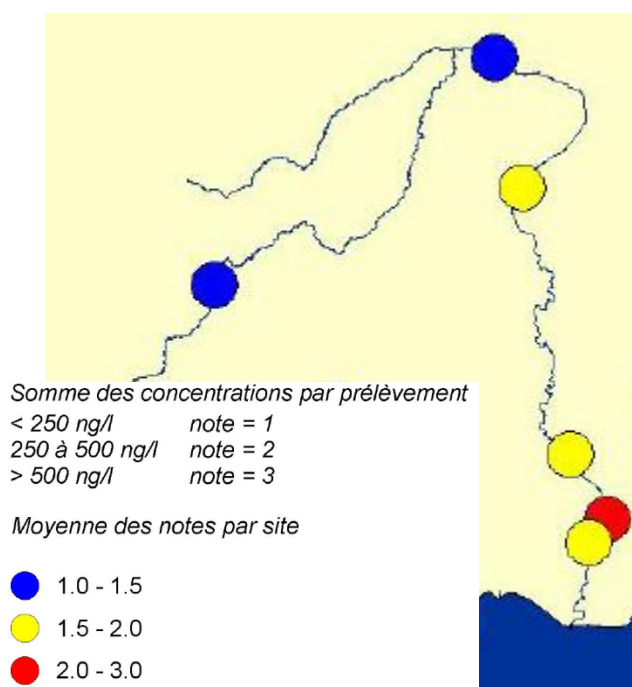 Somme des concentrations par prélèvement
< 250 ng/l note = 1
250 à 500 ng/l note = 2
> 500 ng/l note = 3
Moyenne des notes par site
1.0 - 1.5
1.5 - 2.0
2.0 - 3.0